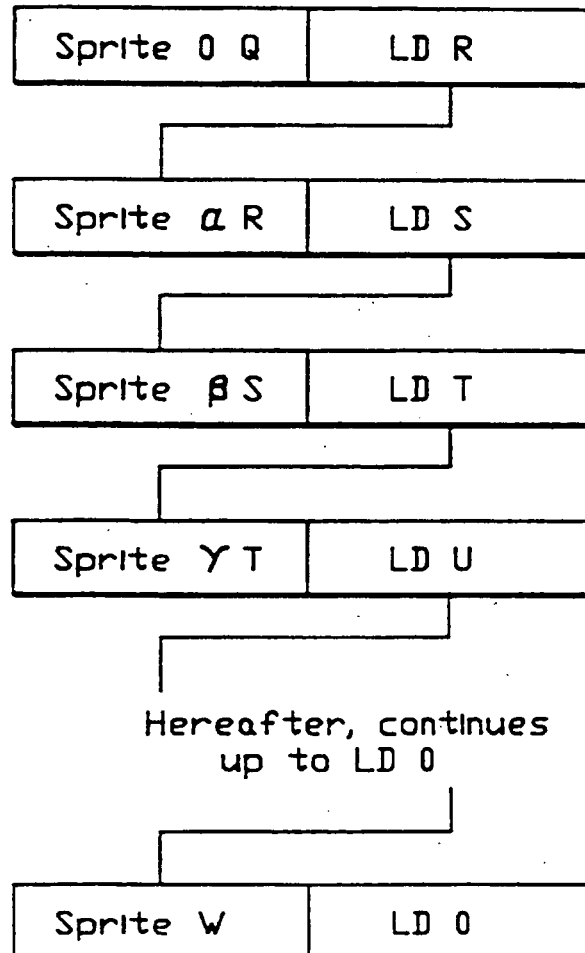 Sprite 0 Q LD R
Sprite α R LD S
Sprite β S LD T
Sprite γ T LD U
Hereafter, continues
up to LD 0
Sprite W LD 0